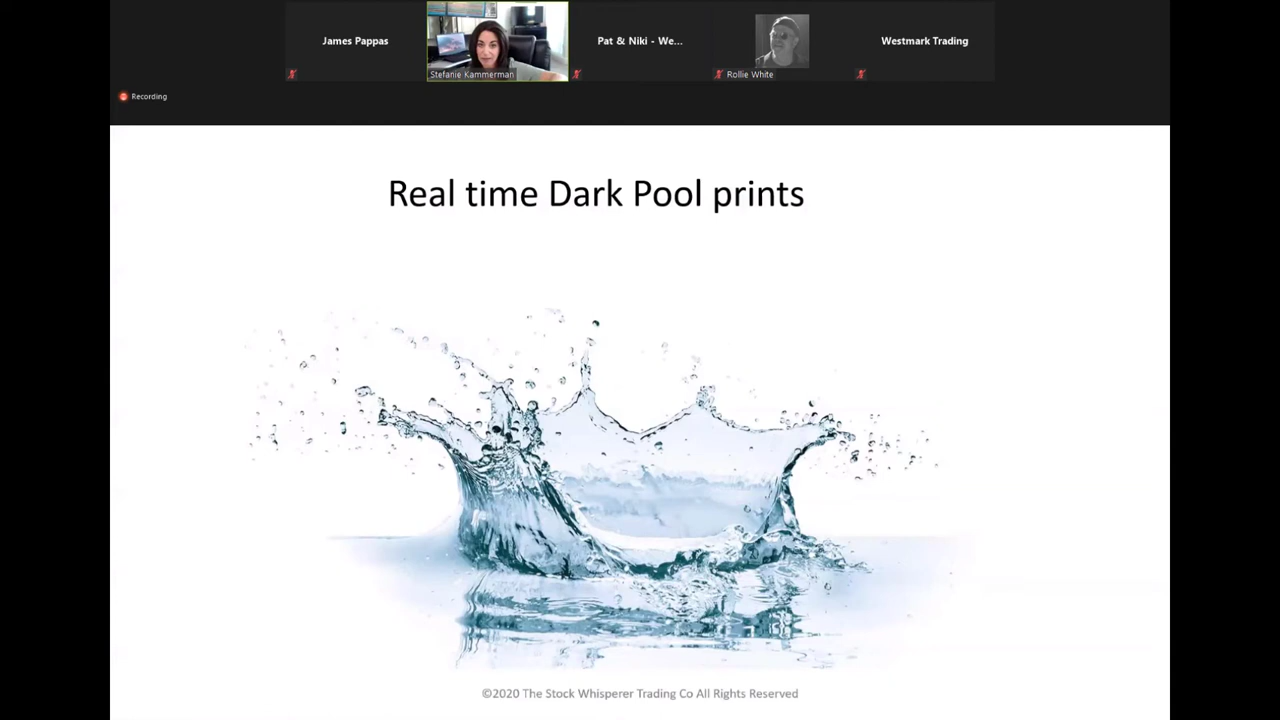 James Pappas
Stefanie Kammerman
Pat & Niki - We...
Rollie White
Westmark Trading
Recording
Real time Dark Pool prints
©2020 The Stock Whisperer Trading Co All Rights Reserved